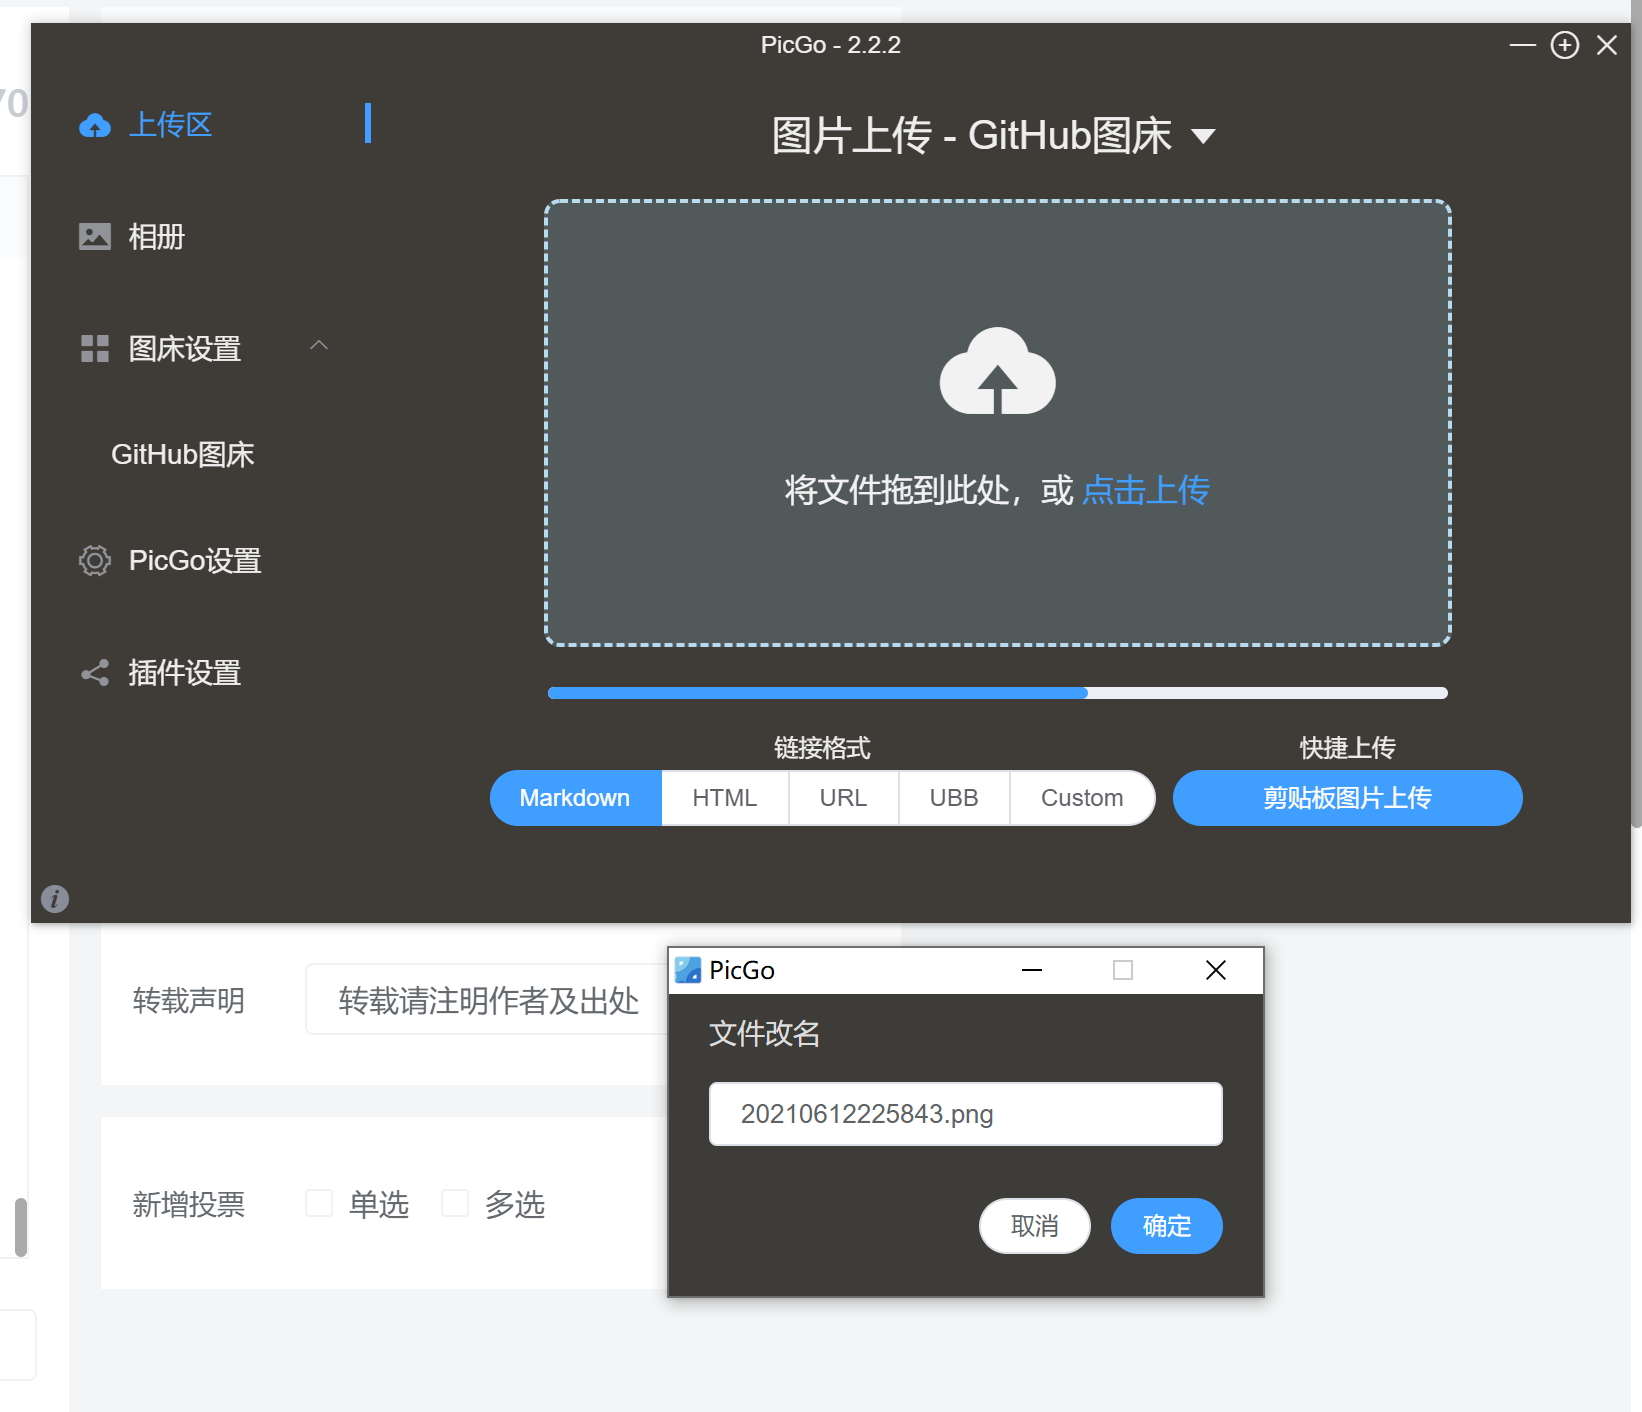 PicGo - 2.2.2
70
上传区
图片上传 - GitHub图床
相册
图床设置
GitHub图床
将文件拖到此处，或 点击上传
PicGo设置
插件设置
链接格式
快捷上传
Markdown HTML URL UBB Custom
剪贴板图片上传
转载声明
转载请注明作者及出处
新增投票
单选 多选
PicGo
文件改名
20210612225843.png
取消 确定